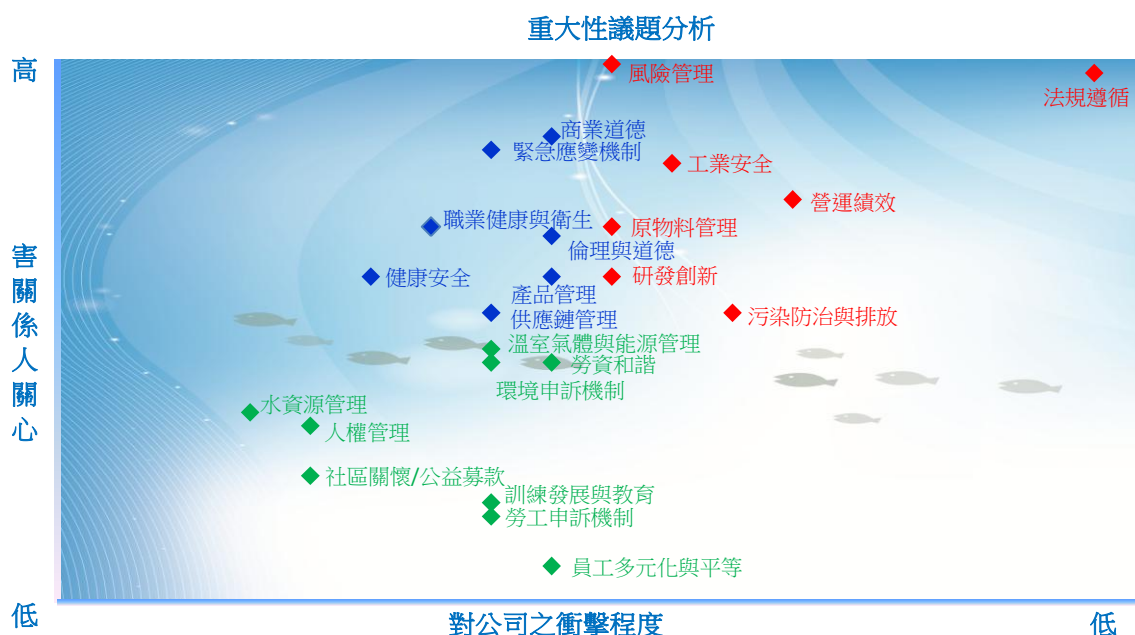 重大性議題分析
高
風險管理
法規遵循
商業道德
緊急應變機制
工業安全
營運績效
職業健康與衛生
原物料管理
倫理與道德
健康安全
研發創新
產品管理
供應鏈管理
污染防治與排放
害關係人關心
溫室氣體與能源管理
勞資和諧
環境申訴機制
水資源管理
人權管理
社區關懷/公益募款
訓練發展與教育
勞工申訴機制
員工多元化與平等
低
對公司之衝擊程度
低